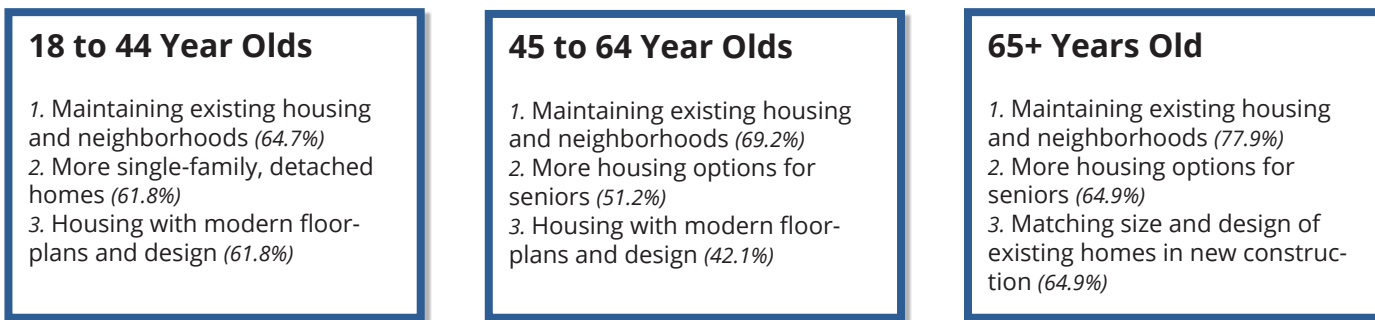 18 to 44 Year Olds
1. Maintaining existing housing
and neighborhoods (64.7%)
2. More single-family, detached
homes (61.8%)
3. Housing with modern floor-
plans and design (61.8%)
45 to 64 Year Olds
1. Maintaining existing housing
and neighborhoods (69.2%)
2. More housing options for
seniors (51.2%)
3. Housing with modern floor-
plans and design (42.1%)
65+ Years Old
1. Maintaining existing housing
and neighborhoods (77.9%)
2. More housing options for
seniors (64.9%)
3. Matching size and design of
existing homes in new construc-
tion (64.9%)